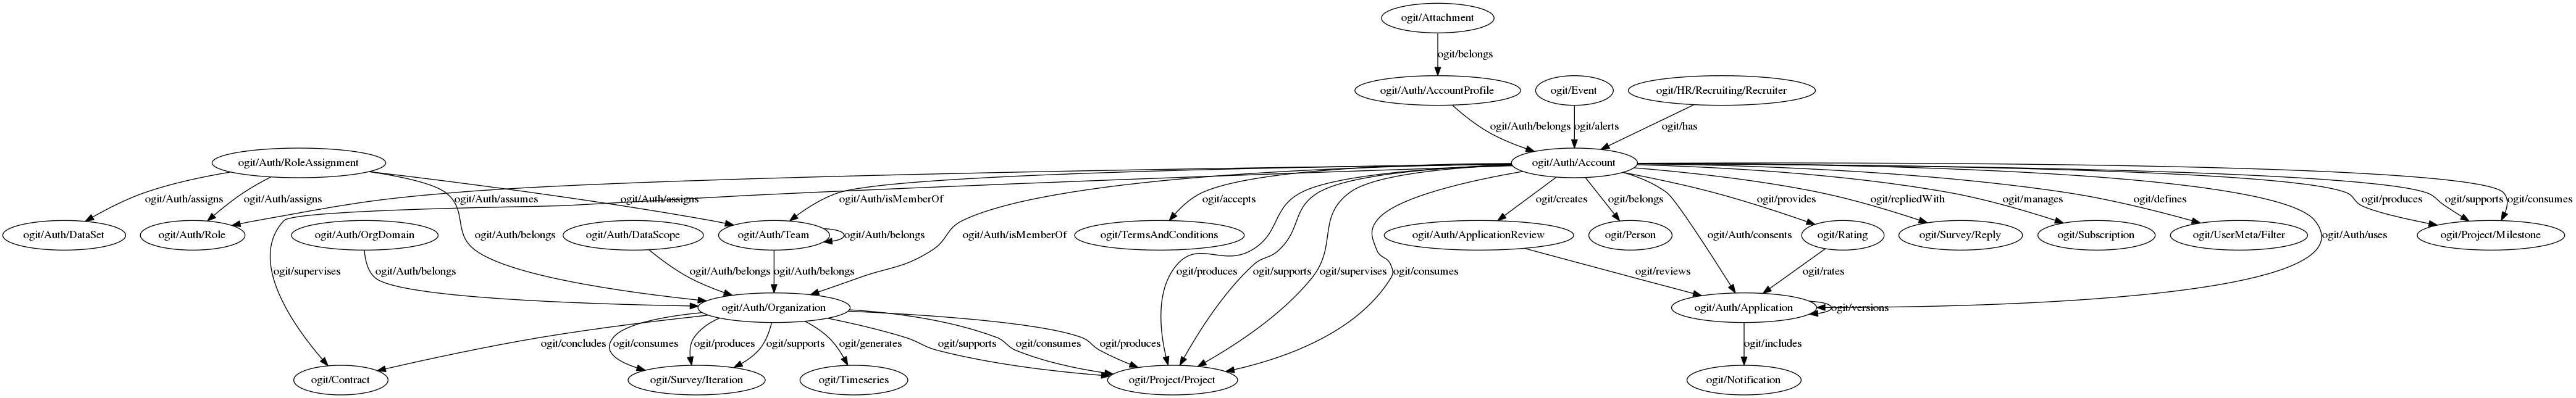 ogit/Attachment
ogit/belongs
ogit/Auth/AccountProfile
ogit/Event
ogit/HR/Recruiting/Recruiter
ogit/Auth/belongs
ogit/alerts
ogit/has
ogit/Auth/RoleAssignment
ogit/Auth/Account
ogit/Auth/assigns
ogit/Auth/assigns
ogit/Auth/assumes
ogit/Auth/assigns
ogit/Auth/isMemberOf
ogit/accepts
ogit/creates
ogit/belongs
ogit/provides
ogit/repliedWith
ogit/manages
ogit/defines
ogit/produces
ogit/supports
ogit/consumes
ogit/Auth/DataSet
ogit/Auth/Role
ogit/Auth/OrgDomain
ogit/Auth/belongs
ogit/Auth/DataScope
ogit/Auth/Team
ogit/Auth/belongs
ogit/Auth/isMemberOf
ogit/TermsAndConditions
ogit/Auth/ApplicationReview
ogit/Person
ogit/Auth/consents
ogit/Rating
ogit/Survey/Reply
ogit/Subscription
ogit/UserMeta/Filter
ogit/Auth/uses
ogit/Project/Milestone
ogit/supervises
ogit/Auth/belongs
ogit/Auth/belongs
ogit/Auth/belongs
ogit/produces
ogit/supports
ogit/supervises
ogit/consumes
ogit/reviews
ogit/rates
ogit/Auth/Organization
ogit/Auth/Application
ogit/versions
ogit/concludes
ogit/consumes
ogit/produces
ogit/supports
ogit/generates
ogit/supports
ogit/consumes
ogit/produces
ogit/includes
ogit/Contract
ogit/Survey/Iteration
ogit/Timeseries
ogit/Project/Project
ogit/Notification